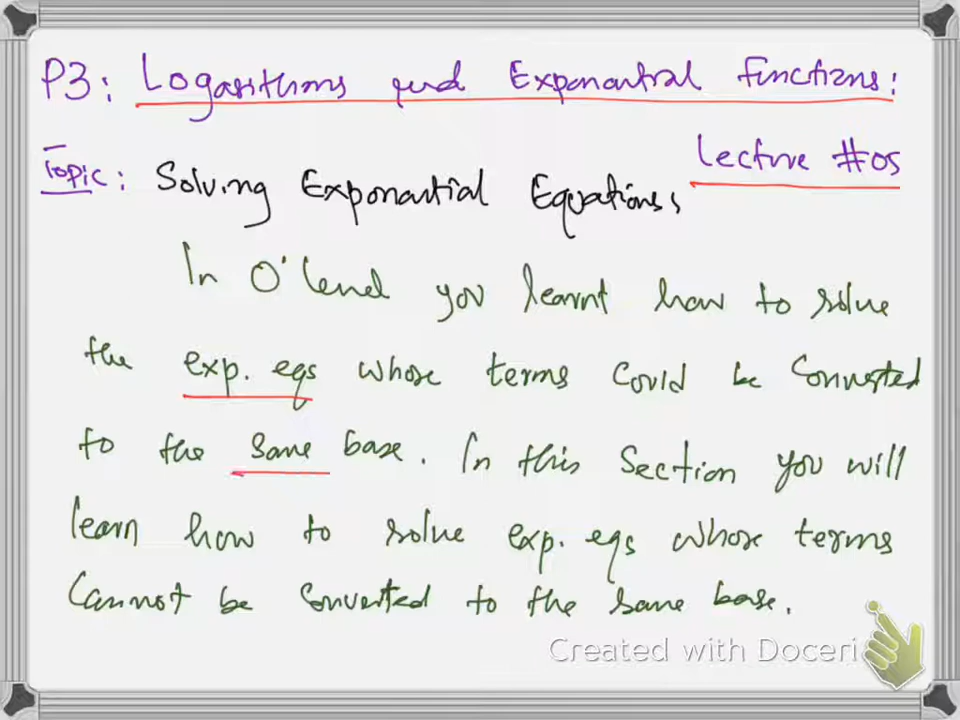 P3: Logarithms and Exponential Functions:
Lecture #05
Topic: Solving Exponential Equations:
In O'level you learnt how to solve
the exp. eqs whose terms could be converted
to the same base. In this section you will
learn how to solve exp. eqs whose terms
cannot be converted to the same base.
Created with Doceri